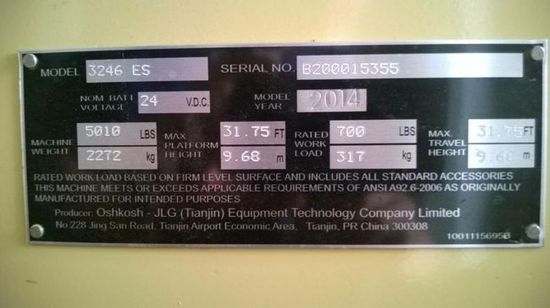 MODEL 3246 ES SERIAL NO. B200015355
NOM BATT VOLTAGE 24 V.D.C. MODEL YEAR 2014
MACHINE WEIGHT 5010 LBS 2272 kg MAX. PLATFORM HEIGHT 31.75 FT 9.68 m RATED WORK LOAD 700 LBS 317 kg MAX. TRAVEL HEIGHT 31.75 FT 9.68 m
RATED WORK LOAD BASED ON FIRM LEVEL SURFACE AND INCLUDES ALL STANDARD ACCESSORIES
THIS MACHINE MEETS OR EXCEEDS APPLICABLE REQUIREMENTS OF ANSI A92.6-2006 AS ORIGINALLY
MANUFACTURED FOR INTENDED PURPOSES
Producer: Oshkosh - JLG (Tianjin) Equipment Technology Company Limited
No.228 Jing San Road, Tianjin Airport Economic Area, Tianjin, PR China 300308
1001115695B